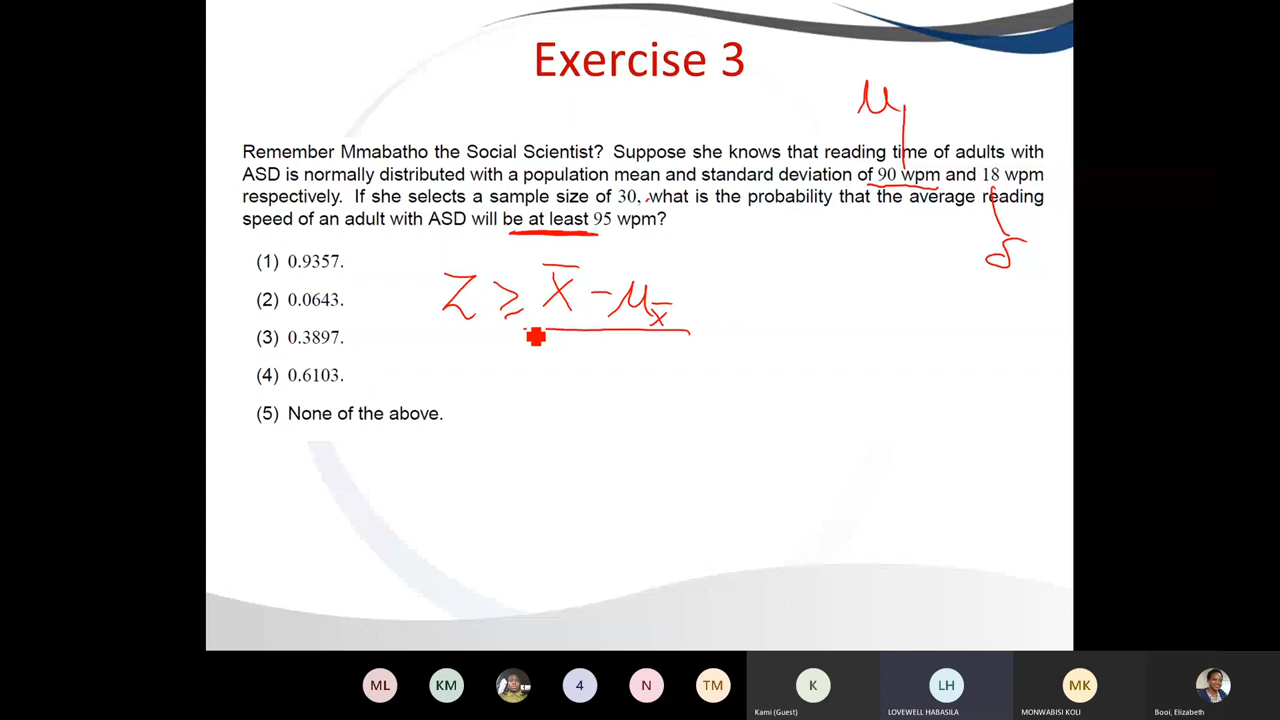 Exercise 3
μ
Remember Mmabatho the Social Scientist? Suppose she knows that reading time of adults with
ASD is normally distributed with a population mean and standard deviation of 90 wpm and 18 wpm
respectively. If she selects a sample size of 30, what is the probability that the average reading
speed of an adult with ASD will be at least 95 wpm?
δ
(1) 0.9357.
Z ≥ X̄ - μx̄
(2) 0.0643.
(3) 0.3897.
(4) 0.6103.
(5) None of the above.
ML KM 4 N TM K LH MK
Kami (Guest) LOVEWELL HABASILA MONWABISI KOLI Booi, Elizabeth